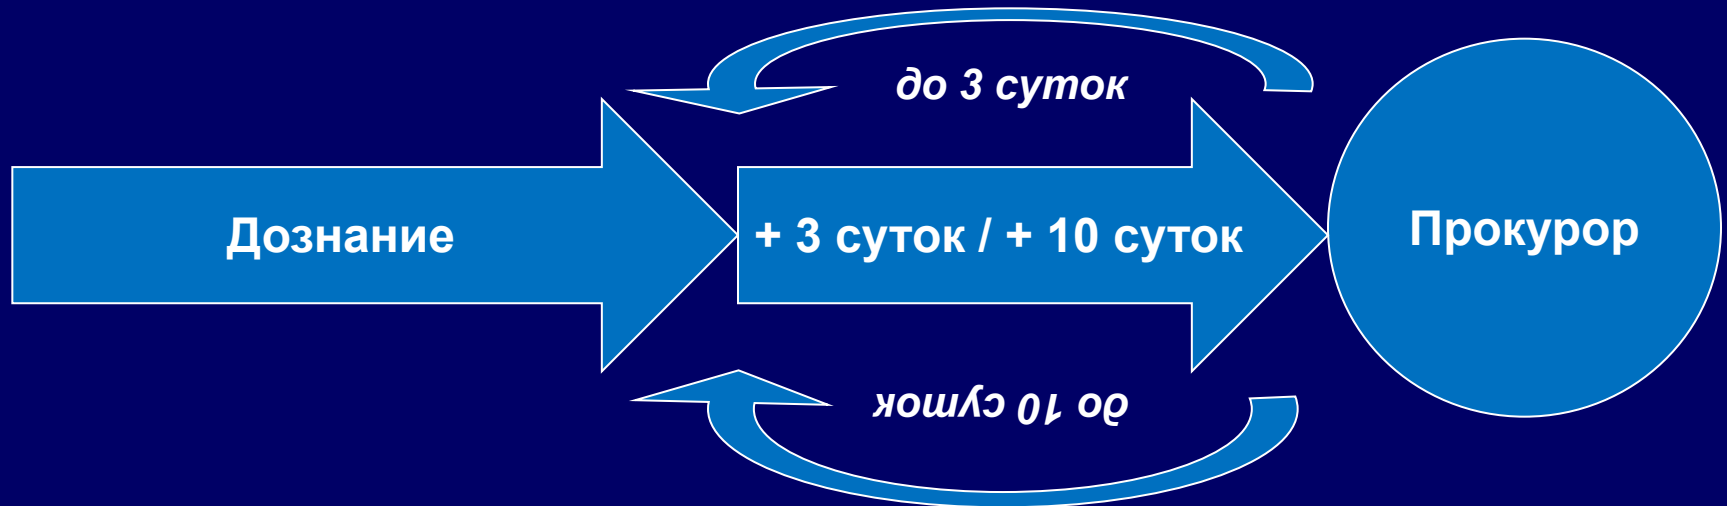 до 3 суток
Дознание
+ 3 суток / + 10 суток
Прокурор
до 10 суток